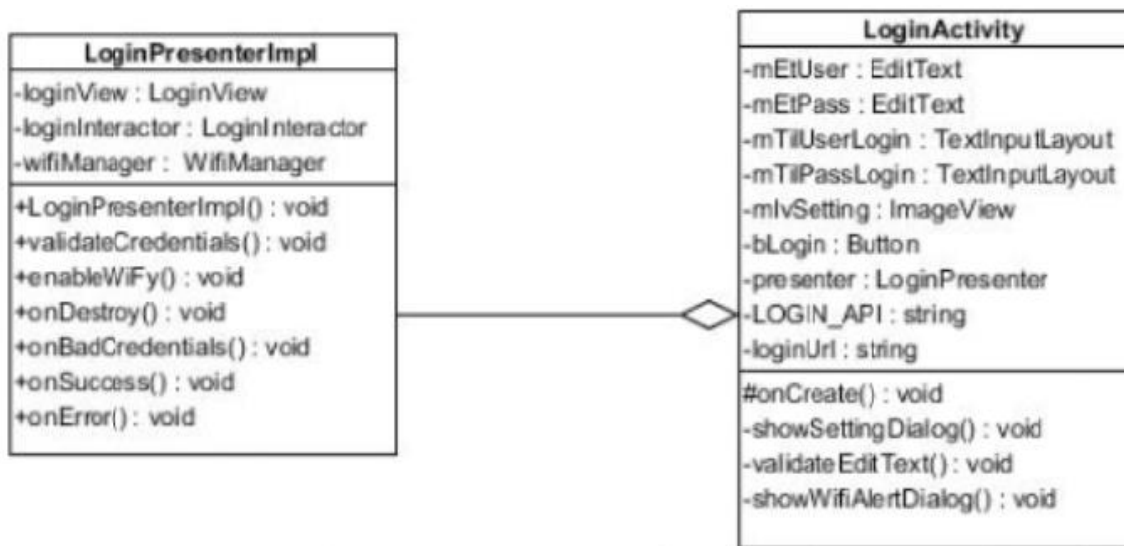 LoginPresenterImpl
-loginView : LoginView
-loginInteractor : LoginInteractor
-wifiManager : WifiManager
+LoginPresenterImpl() : void
+validateCredentials() : void
+enableWiFy() : void
+onDestroy() : void
+onBadCredentials() : void
+onSuccess() : void
+onError() : void
LoginActivity
-mEtUser : EditText
-mEtPass : EditText
-mTilUserLogin : TextInputLayout
-mTilPassLogin : TextInputLayout
-mIvSetting : ImageView
-bLogin : Button
-presenter : LoginPresenter
-LOGIN_API : string
-loginUrl : string
#onCreate() : void
-showSettingDialog() : void
-validateEditText() : void
-showWifiAlertDialog() : void